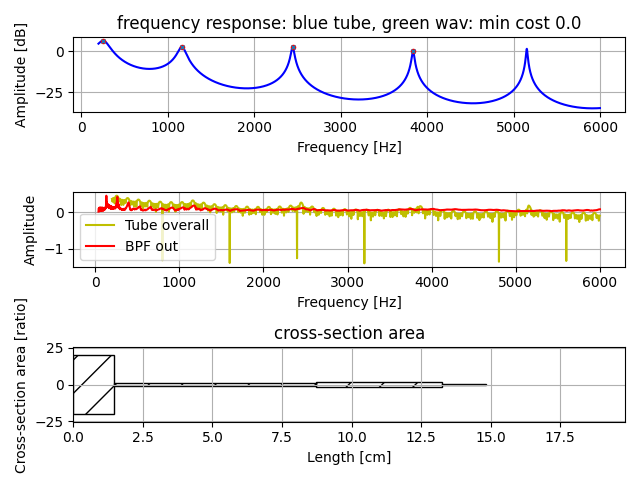 frequency response: blue tube, green wav: min cost 0.0
Amplitude [dB]
0
−25
0 1000 2000 3000 4000 5000 6000
Frequency [Hz]
Amplitude
0
−1
Tube overall
BPF out
0 1000 2000 3000 4000 5000 6000
Frequency [Hz]
cross-section area
Cross-section area [ratio]
25
0
−25
0.0 2.5 5.0 7.5 10.0 12.5 15.0 17.5
Length [cm]